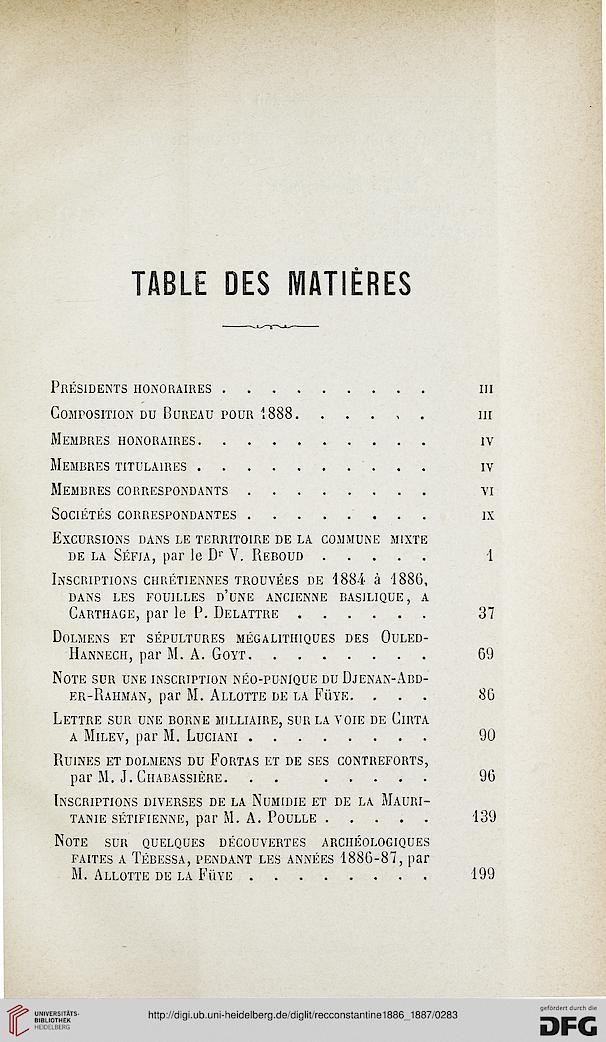 TABLE DES MATIÈRES
Présidents honoraires . . . . . . . . . III
Composition du Bureau pour 1888. . . . . . III
Membres honoraires. . . . . . . . . . IV
Membres titulaires . . . . . . . . . . IV
Membres correspondants . . . . . . . . VI
Sociétés correspondantes . . . . . . . . IX
Excursions dans le territoire de la commune mixte
de la Séfia, par le Dr V. Reboud . . . . . 1
Inscriptions chrétiennes trouvées de 1884 à 1886,
dans les fouilles d'une ancienne basilique, a
Carthage, par le P. Delattre . . . . . . 37
Dolmens et sépultures mégalithiques des Ouled-
Hannech, par M. A. Goyt. . . . . . . . 69
Note sur une inscription néo-punique du Djenan-Abd-
er-Rahman, par M. Allotte de la Füye. . . . 86
Lettre sur une borne milliaire, sur la voie de Cirta
a Milev, par M. Luciani . . . . . . . . 90
Ruines et dolmens du Fortas et de ses contreforts,
par M. J. Chabassière. . . . . . . . 96
Inscriptions diverses de la Numidie et de la Mauri-
tanie sétifienne, par M. A. Poulle . . . . . 139
Note sur quelques découvertes archéologiques
faites a Tébessa, pendant les années 1886-87, par
M. Allotte de la Füye . . . . . . . . 199
UNIVERSITÄTS-
BIBLIOTHEK
HEIDELBERG
http://digi.ub.uni-heidelberg.de/diglit/recconstantine1886_1887/0283
gefördert durch die
DFG